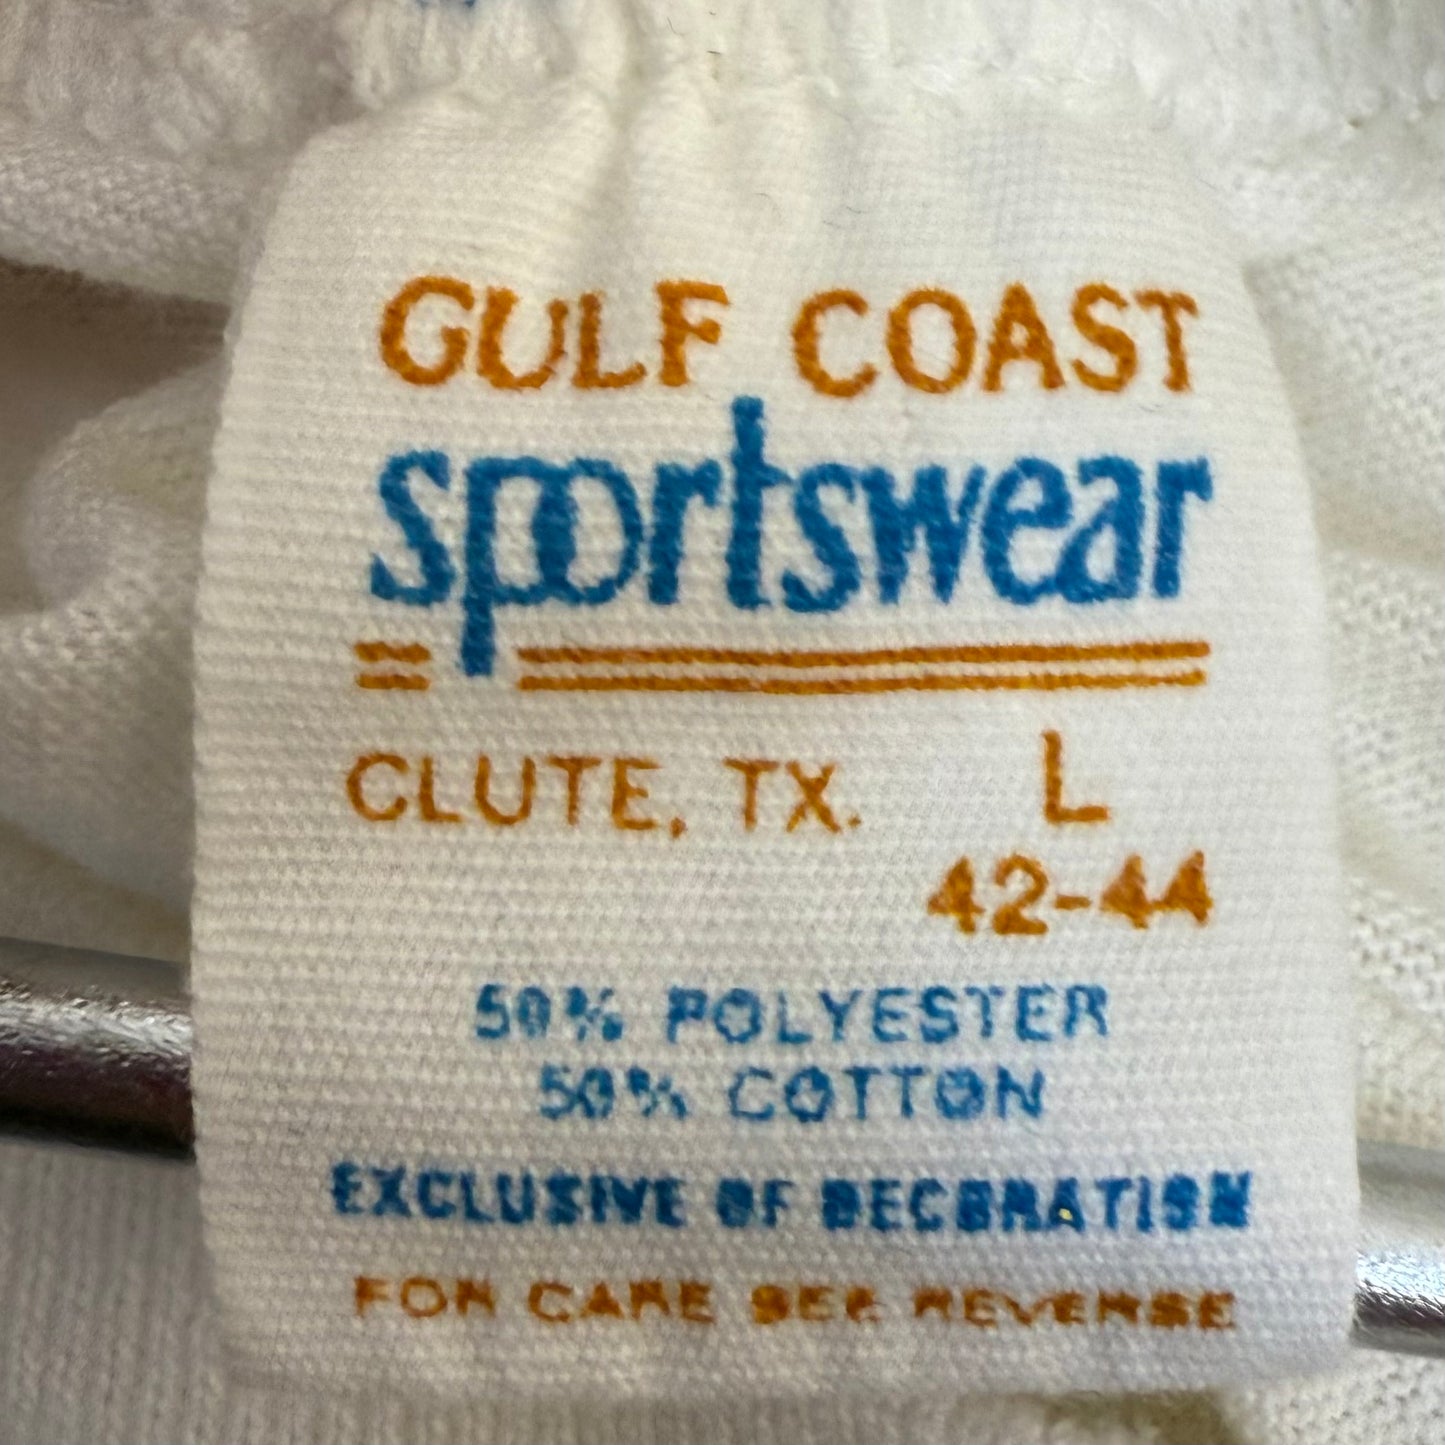 GULF COAST
sportswear
CLUTE, TX.
L
42-44
50% POLYESTER
50% COTTON
EXCLUSIVE OF DECORATION
FOR CARE SEE REVERSE